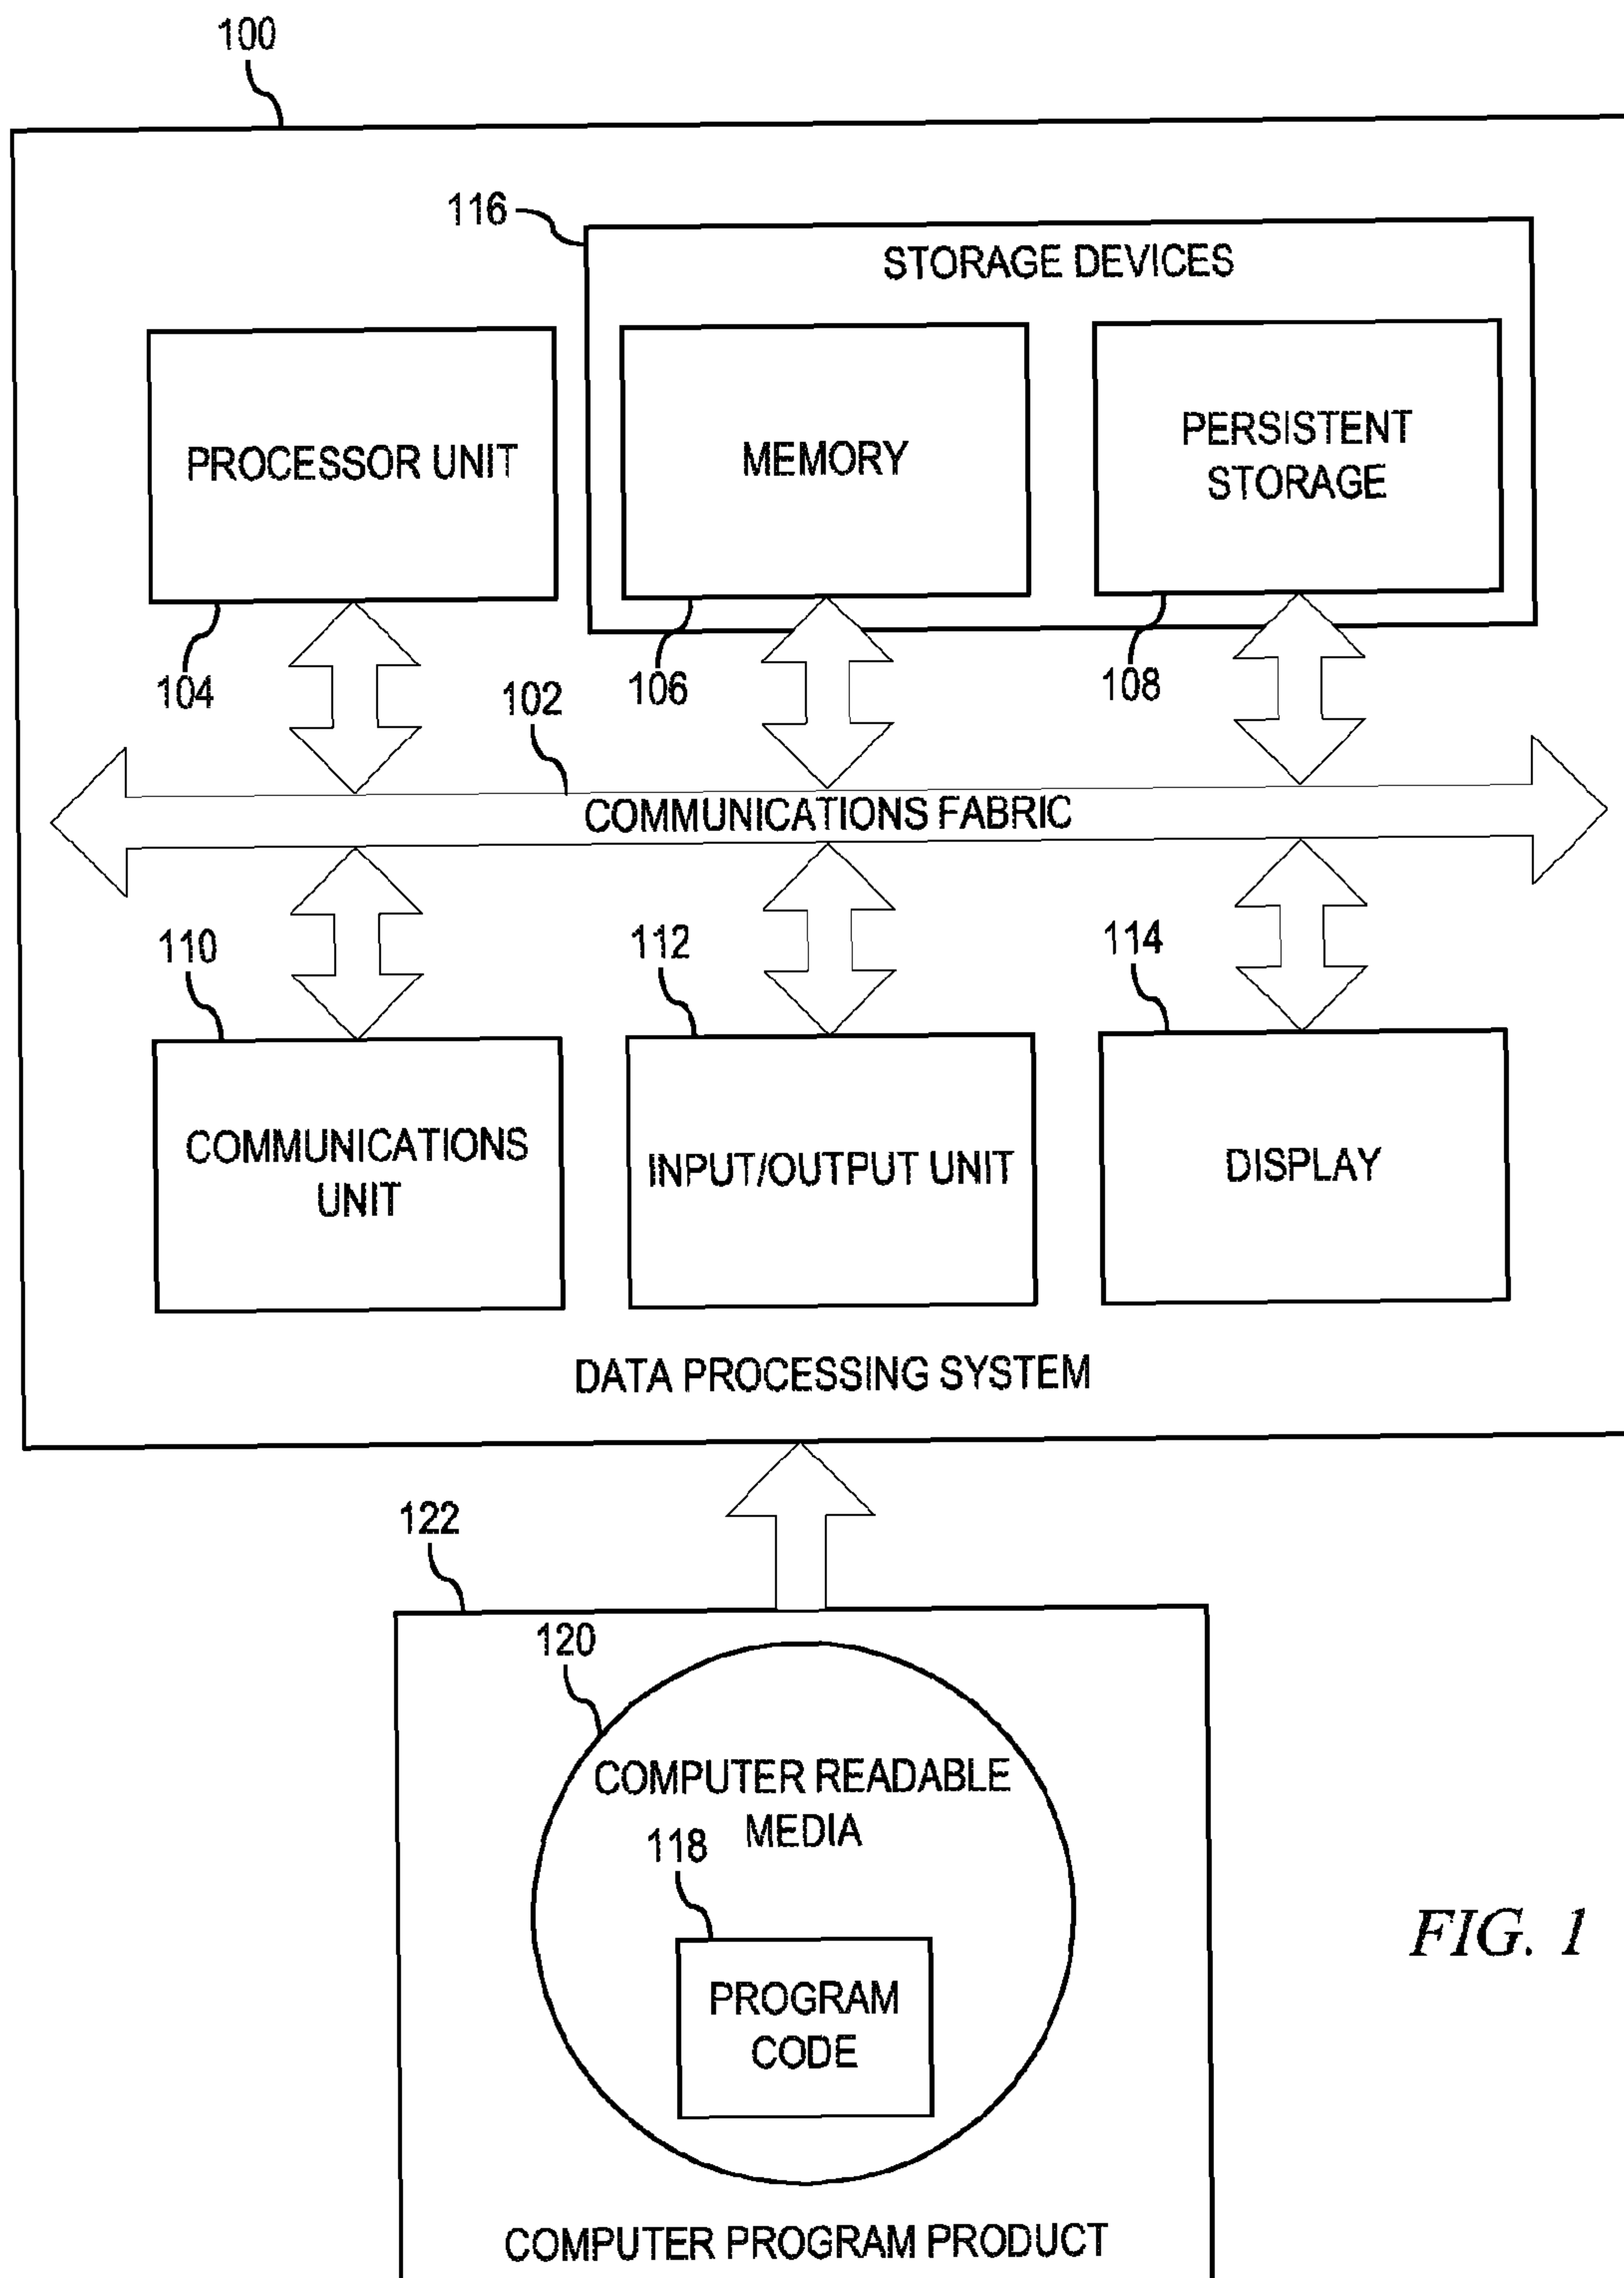 100
116
STORAGE DEVICES
PROCESSOR UNIT
MEMORY
PERSISTENT
STORAGE
104
106
108
102
COMMUNICATIONS FABRIC
110
112
114
COMMUNICATIONS
UNIT
INPUT/OUTPUT UNIT
DISPLAY
DATA PROCESSING SYSTEM
122
120
COMPUTER READABLE
MEDIA
118
PROGRAM
CODE
FIG. 1
COMPUTER PROGRAM PRODUCT